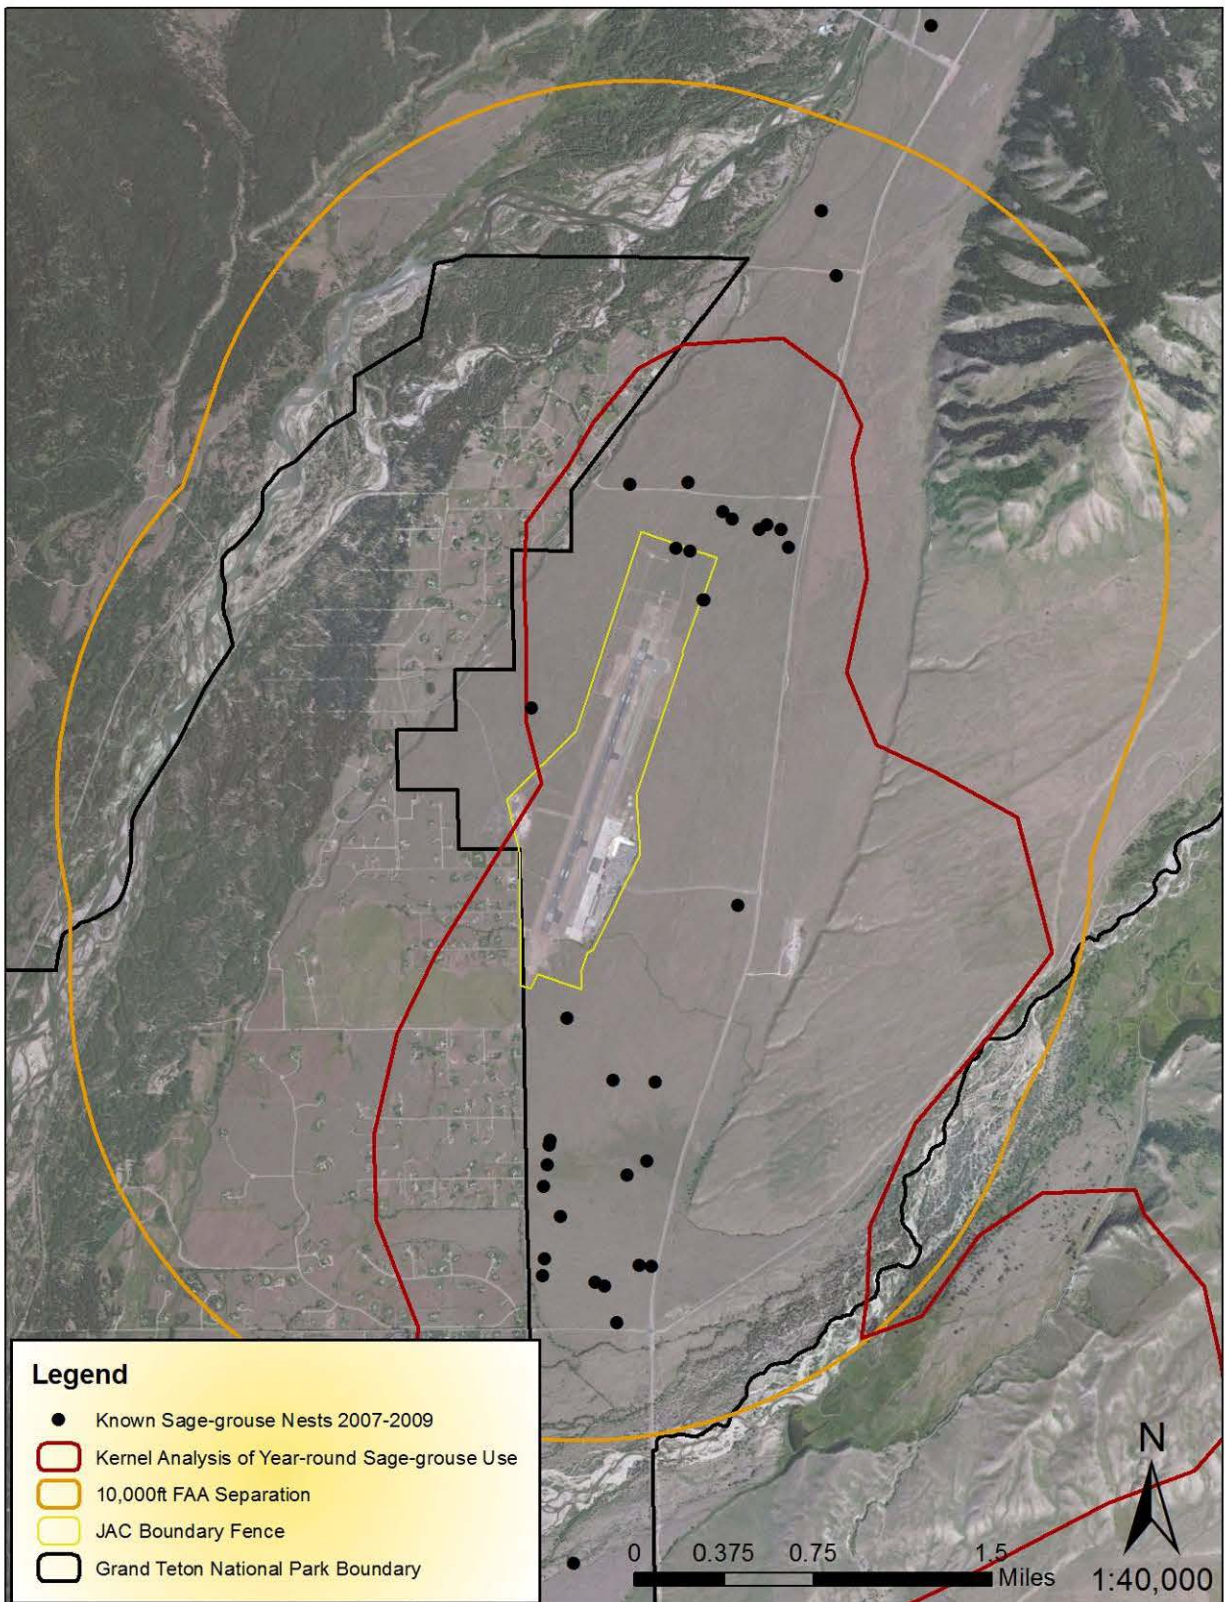 Legend
Known Sage-grouse Nests 2007-2009
Kernel Analysis of Year-round Sage-grouse Use
10,000ft FAA Separation
JAC Boundary Fence
Grand Teton National Park Boundary
N
0 0.375 0.75 1.5
Miles
1:40,000